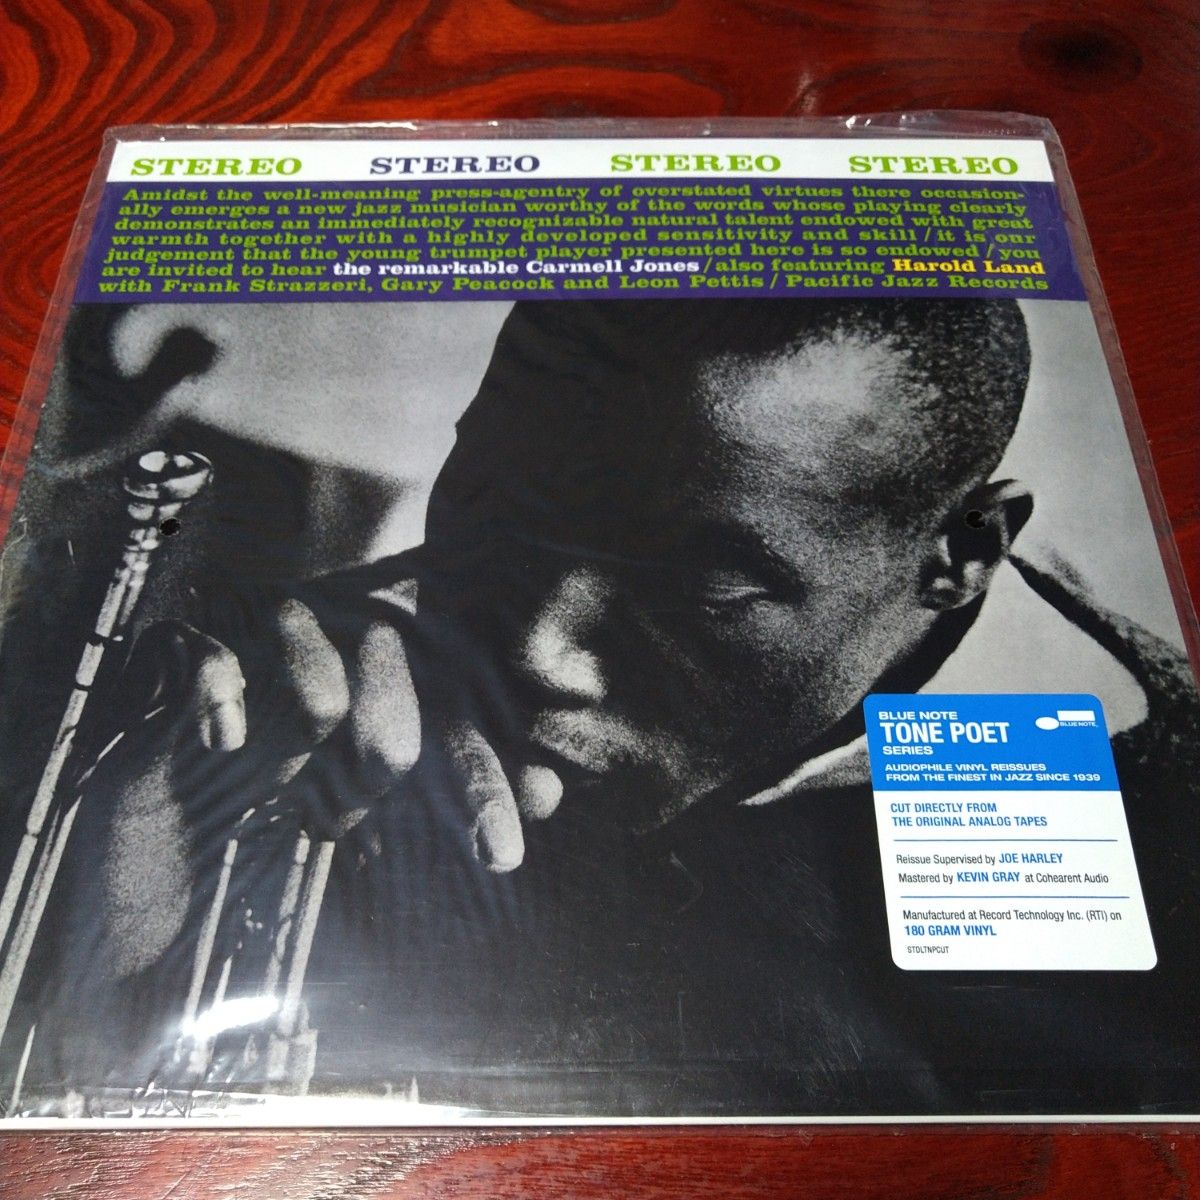 STEREO STEREO STEREO STEREO
Amidst the well-meaning press-agentry of overstated virtues there occasion-
ally emerges a new jazz musician worthy of the words whose playing clearly
demonstrates an immediately recognizable natural talent endowed with great
warmth together with a highly developed sensitivity and skill/it is our
judgement that the young trumpet player presented here is so endowed/you
are invited to hear the remarkable Carmell Jones/also featuring Harold Land
with Frank Strazzeri, Gary Peacock and Leon Pettis/Pacific Jazz Records
BLUE NOTE
TONE POET
SERIES
BLUE NOTE
AUDIOPHILE VINYL REISSUES
FROM THE FINEST IN JAZZ SINCE 1939
CUT DIRECTLY FROM
THE ORIGINAL ANALOG TAPES
Reissue Supervised by JOE HARLEY
Mastered by KEVIN GRAY at Cohearent Audio
Manufactured at Record Technology Inc. (RTI) on
180 GRAM VINYL
STDLTNPCUT